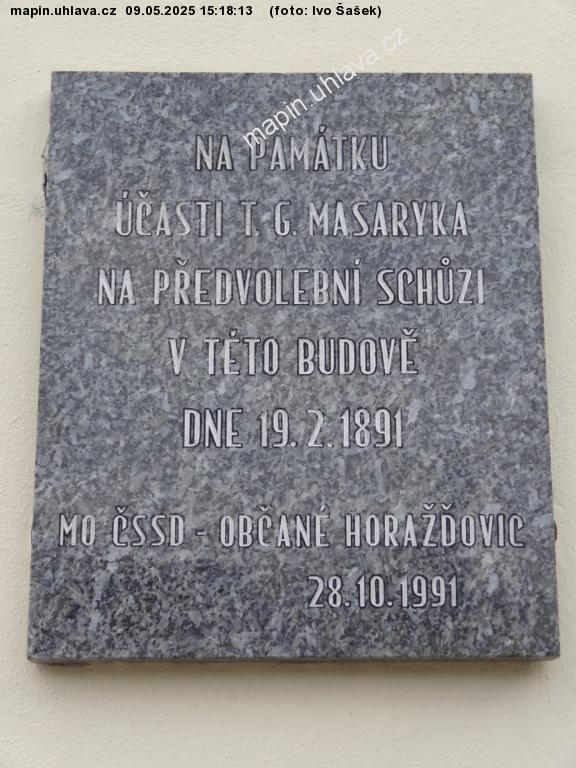 mapin.uhlava.cz 09.05.2025 15:18:13 (foto: Ivo Šašek)
mapin.uhlava.cz
NA PAMÁTKU
ÚČASTI T. G. MASARYKA
NA PŘEDVOLEBNÍ SCHŮZI
V TÉTO BUDOVĚ
DNE 19. 2. 1891
MO ČSSD - OBČANÉ HORAŽĎOVIC
28. 10. 1991